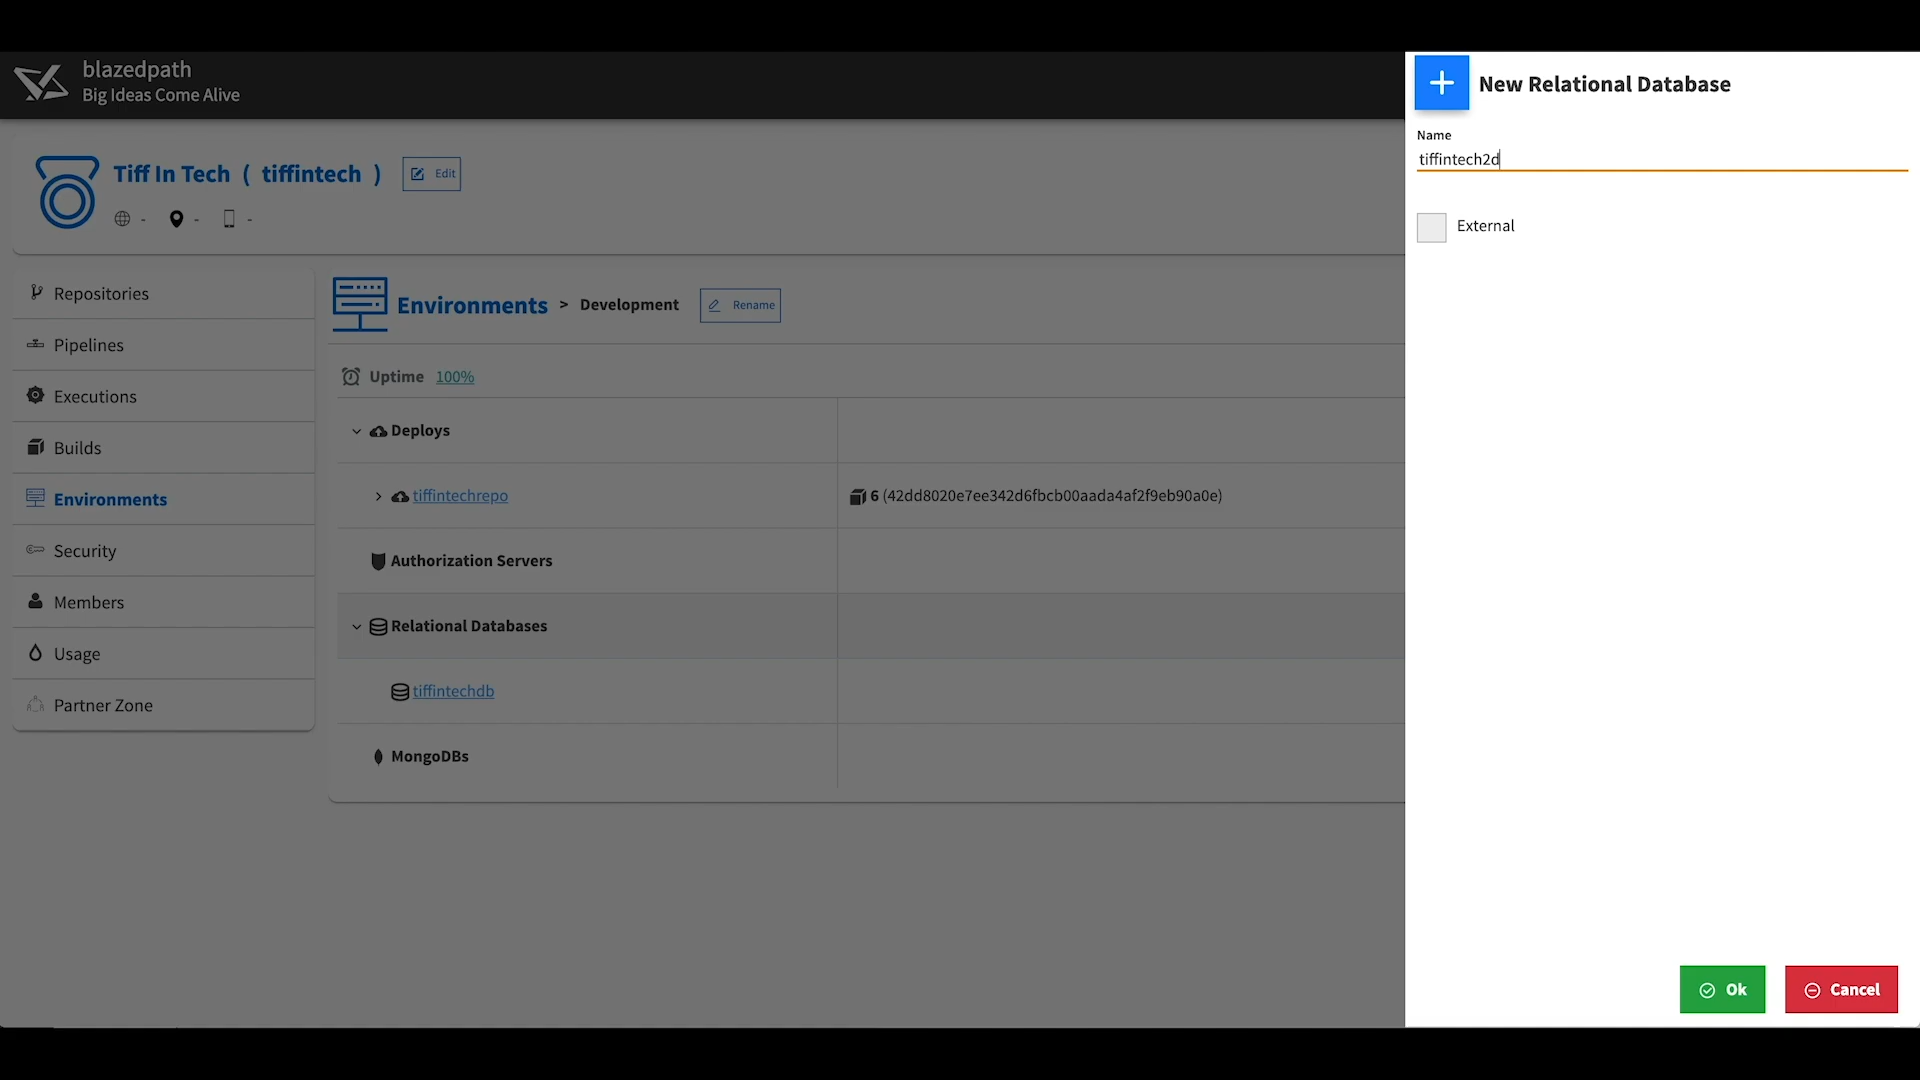 blazedpath
Big Ideas Come Alive
Tiff In Tech ( tiffintech )
Edit
-
-
-
Repositories
Pipelines
Executions
Builds
Environments
Security
Members
Usage
Partner Zone
Environments > Development
Rename
Uptime 100%
Deploys
tiffintechrepo
6 (42dd8020e7ee342d6fbcb00aada4af2f9eb90a0e)
Authorization Servers
Relational Databases
tiffintechdb
MongoDBs
New Relational Database
Name
tiffintech2d
External
Ok
Cancel